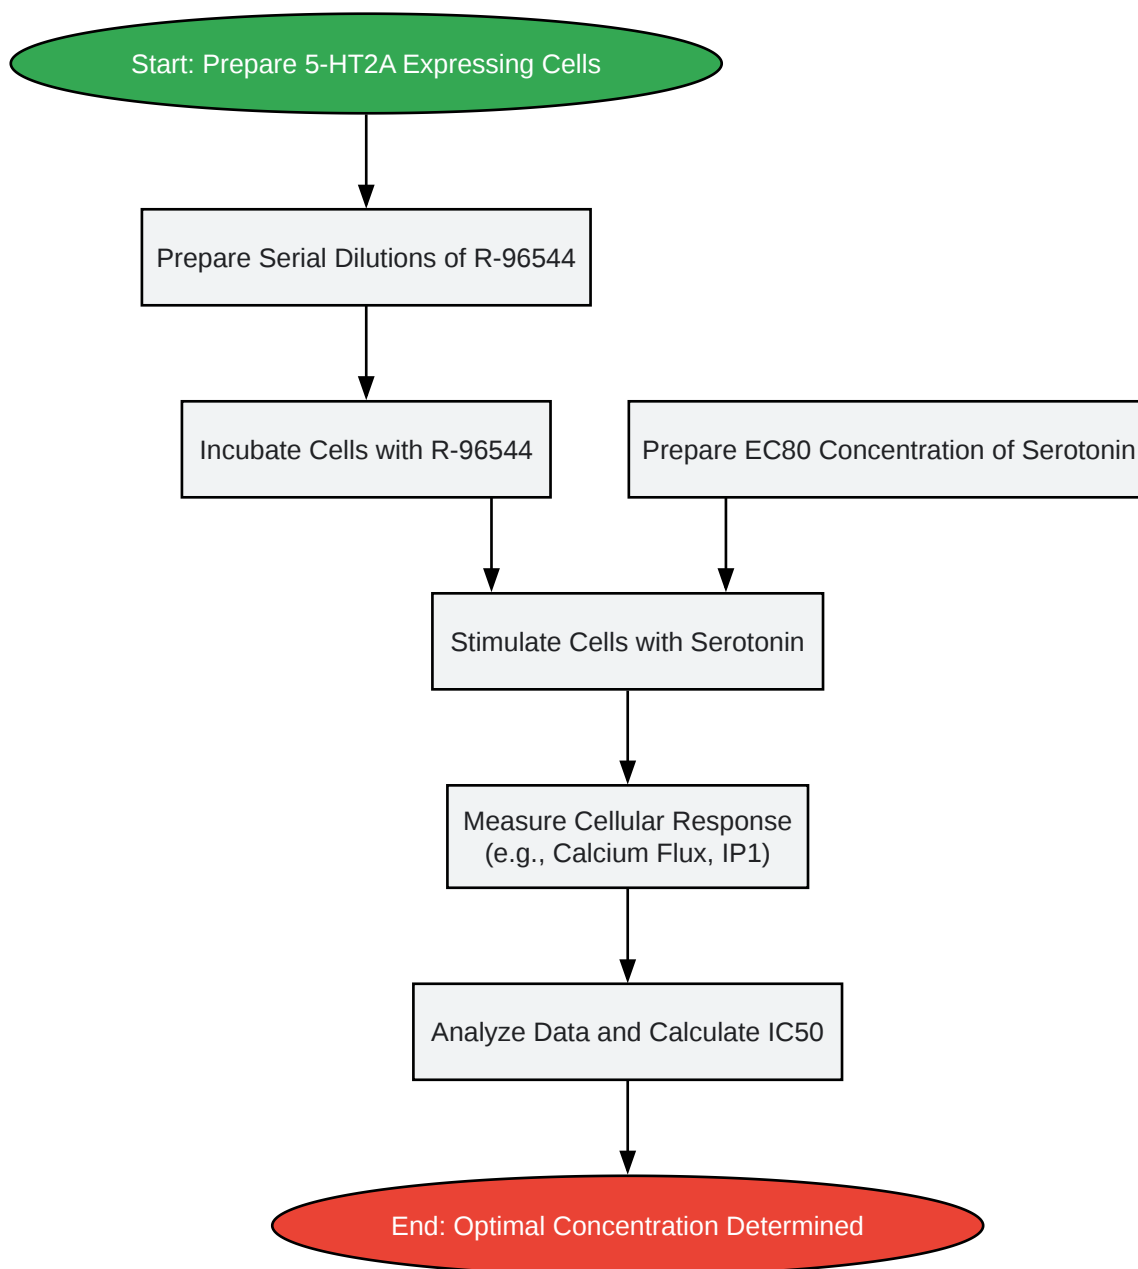 Start: Prepare 5-HT2A Expressing Cells
Prepare Serial Dilutions of R-96544
Incubate Cells with R-96544
Prepare EC80 Concentration of Serotonin
Stimulate Cells with Serotonin
Measure Cellular Response
(e.g., Calcium Flux, IP1)
Analyze Data and Calculate IC50
End: Optimal Concentration Determined